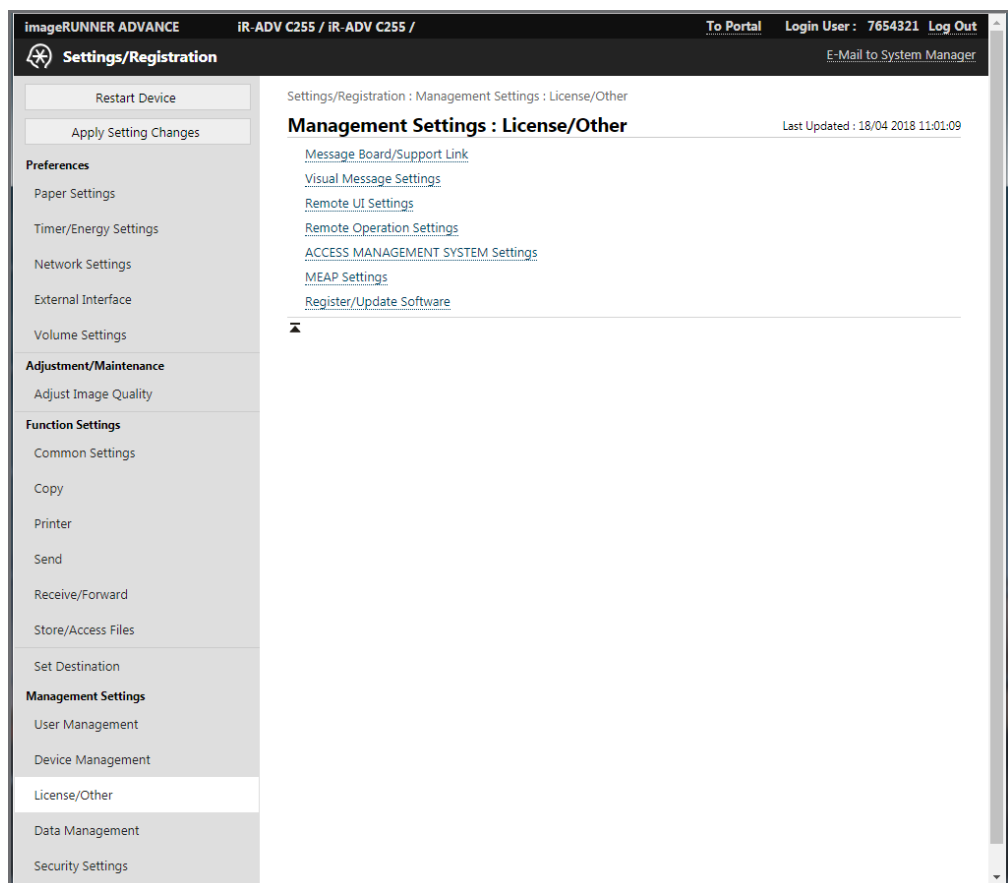 imageRUNNER ADVANCE iR-ADV C255 / iR-ADV C255 / To Portal Login User : 7654321 Log Out
Settings/Registration E-Mail to System Manager
Restart Device
Apply Setting Changes
Preferences
Paper Settings
Timer/Energy Settings
Network Settings
External Interface
Volume Settings
Adjustment/Maintenance
Adjust Image Quality
Function Settings
Common Settings
Copy
Printer
Send
Receive/Forward
Store/Access Files
Set Destination
Management Settings
User Management
Device Management
License/Other
Data Management
Security Settings
Settings/Registration : Management Settings : License/Other
Management Settings : License/Other Last Updated : 18/04 2018 11:01:09
Message Board/Support Link
Visual Message Settings
Remote UI Settings
Remote Operation Settings
ACCESS MANAGEMENT SYSTEM Settings
MEAP Settings
Register/Update Software